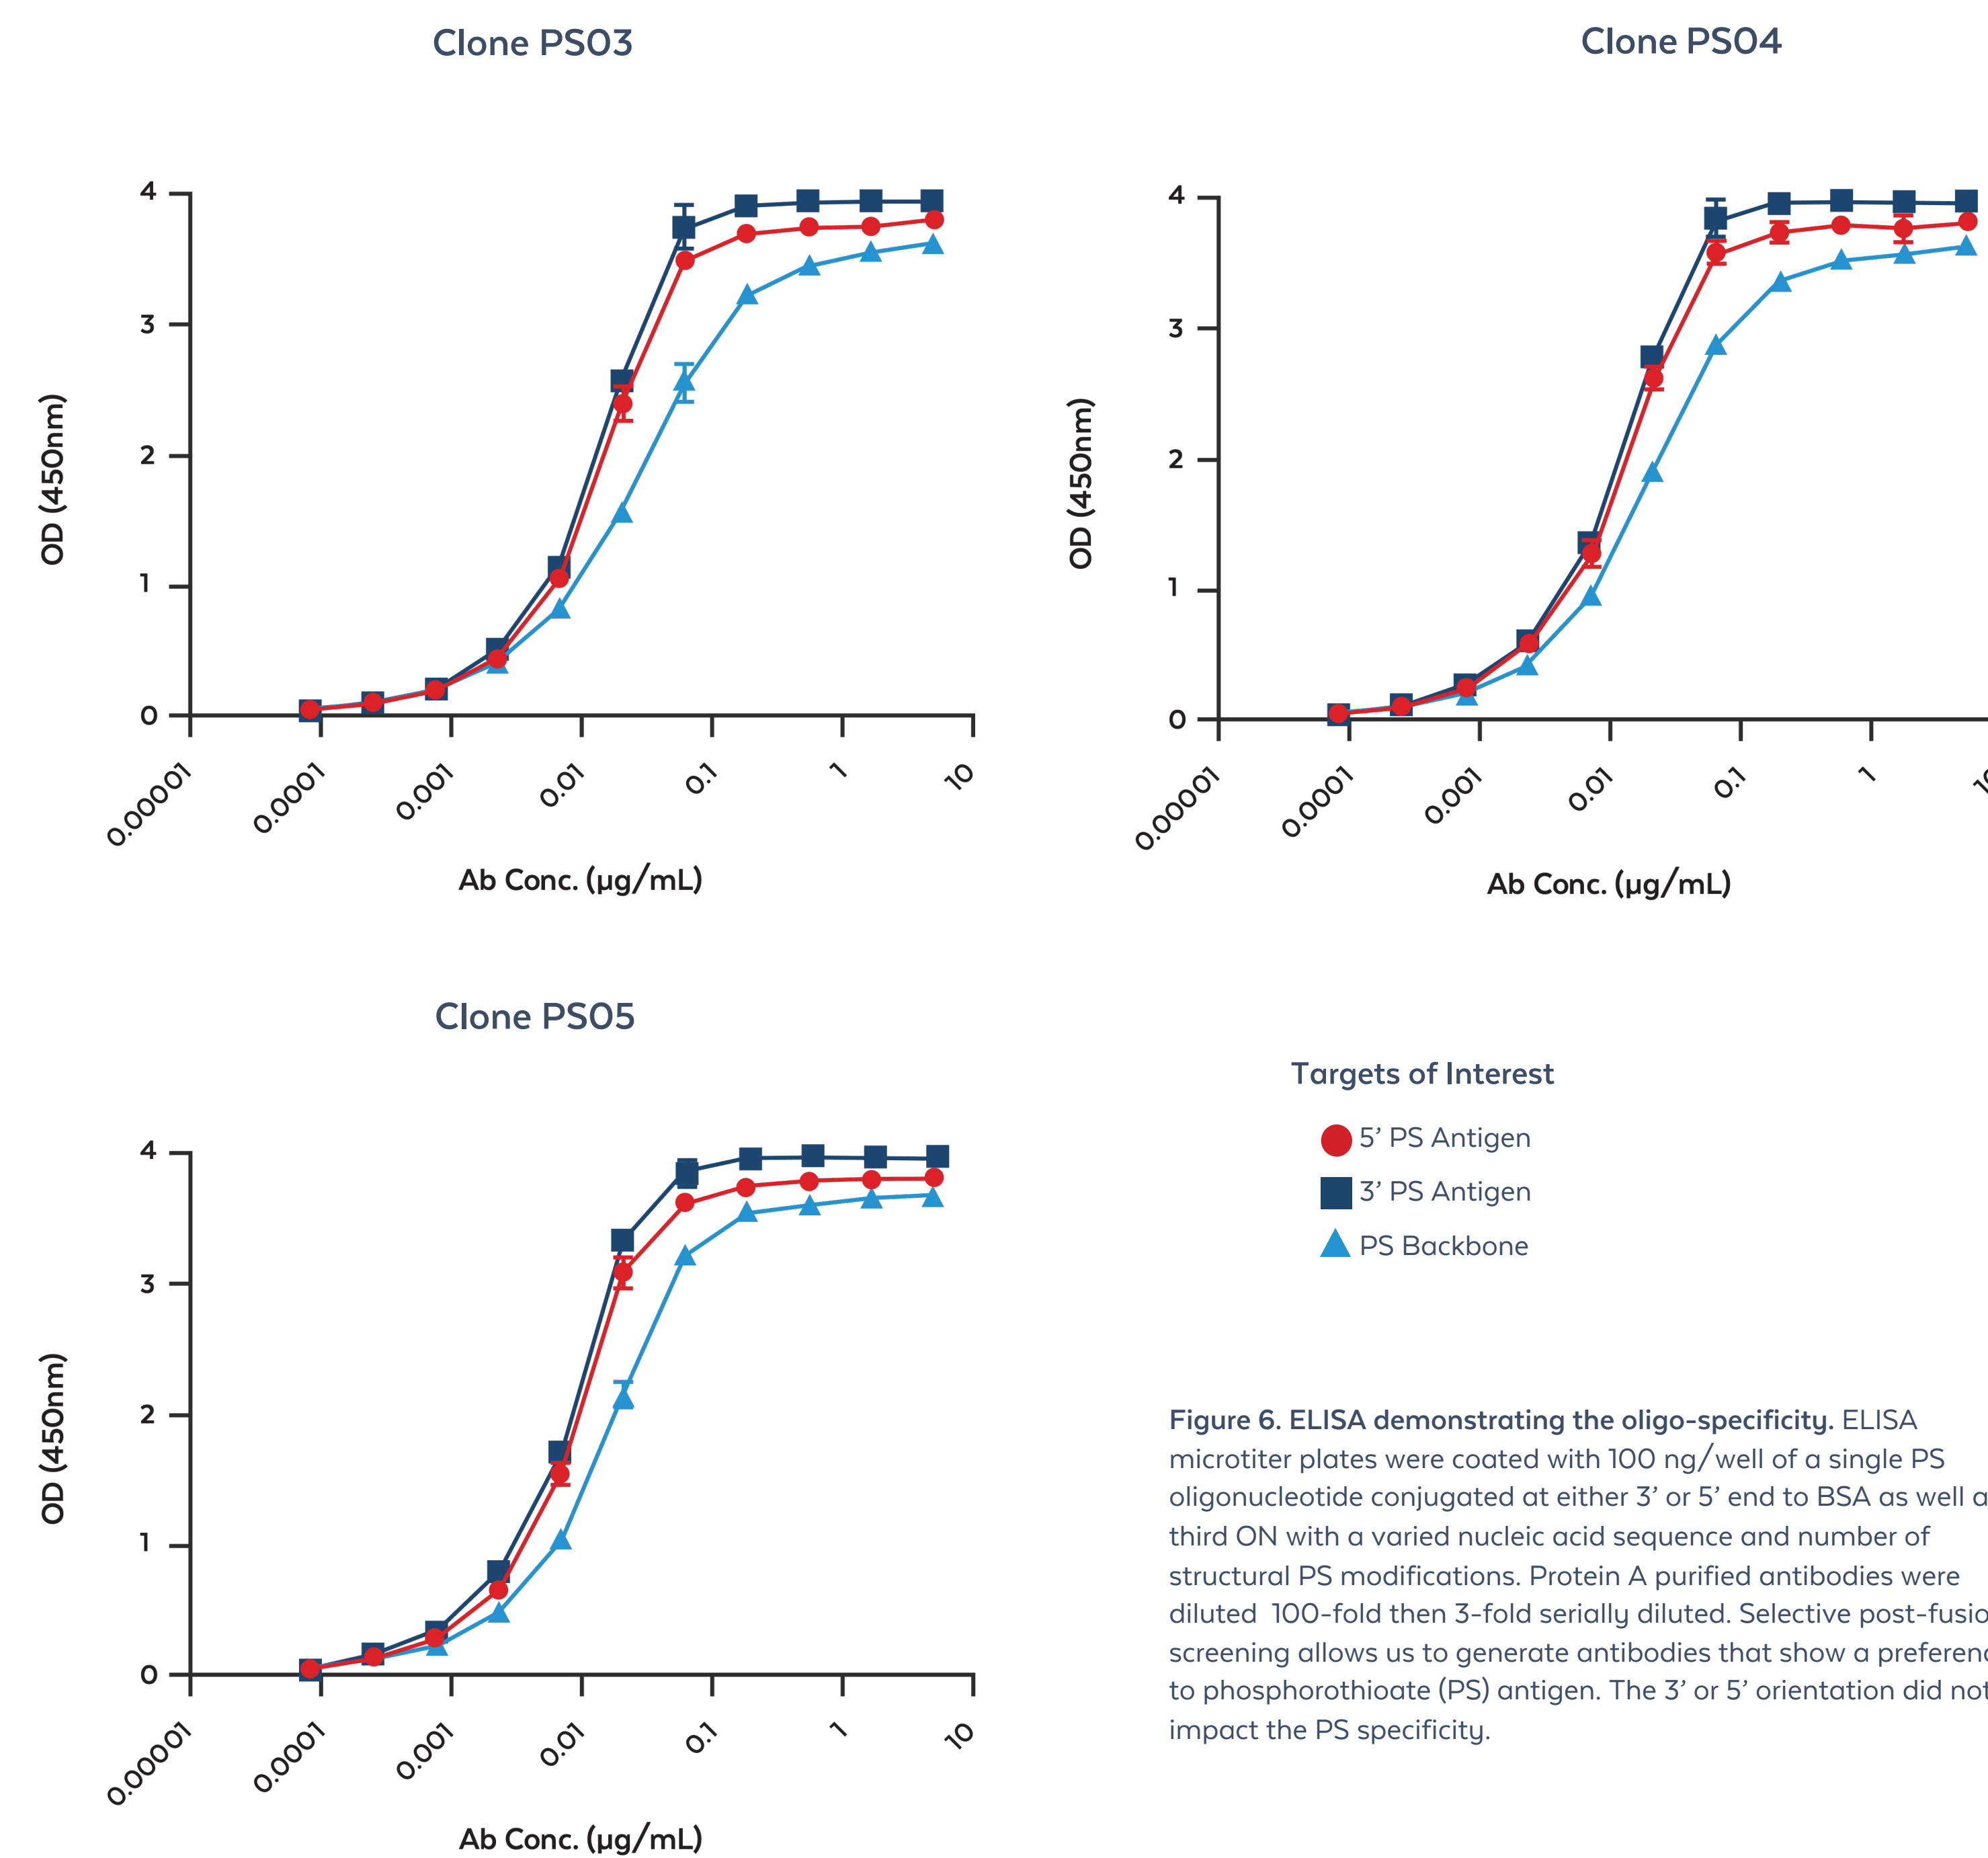 Clone PS03
4
3
2
1
0
OD (450nm)
0.00001
0.0001
0.001
0.01
0.1
1
10
Ab Conc. (µg/mL)
Clone PS04
4
3
2
1
0
OD (450nm)
0.00001
0.0001
0.001
0.01
0.1
1
Ab Conc. (µg/mL)
Clone PS05
4
3
2
1
0
OD (450nm)
0.00001
0.0001
0.001
0.01
0.1
1
10
Ab Conc. (µg/mL)
Targets of Interest
5’ PS Antigen
3’ PS Antigen
PS Backbone
Figure 6. ELISA demonstrating the oligo-specificity. ELISA
microtiter plates were coated with 100 ng/well of a single PS
oligonucleotide conjugated at either 3’ or 5’ end to BSA as well
third ON with a varied nucleic acid sequence and number of
structural PS modifications. Protein A purified antibodies were
diluted 100-fold then 3-fold serially diluted. Selective
screening allows us to generate antibodies that show a
to phosphorothioate (PS) antigen. The 3’ or 5’ orientation did not
impact the PS specificity.